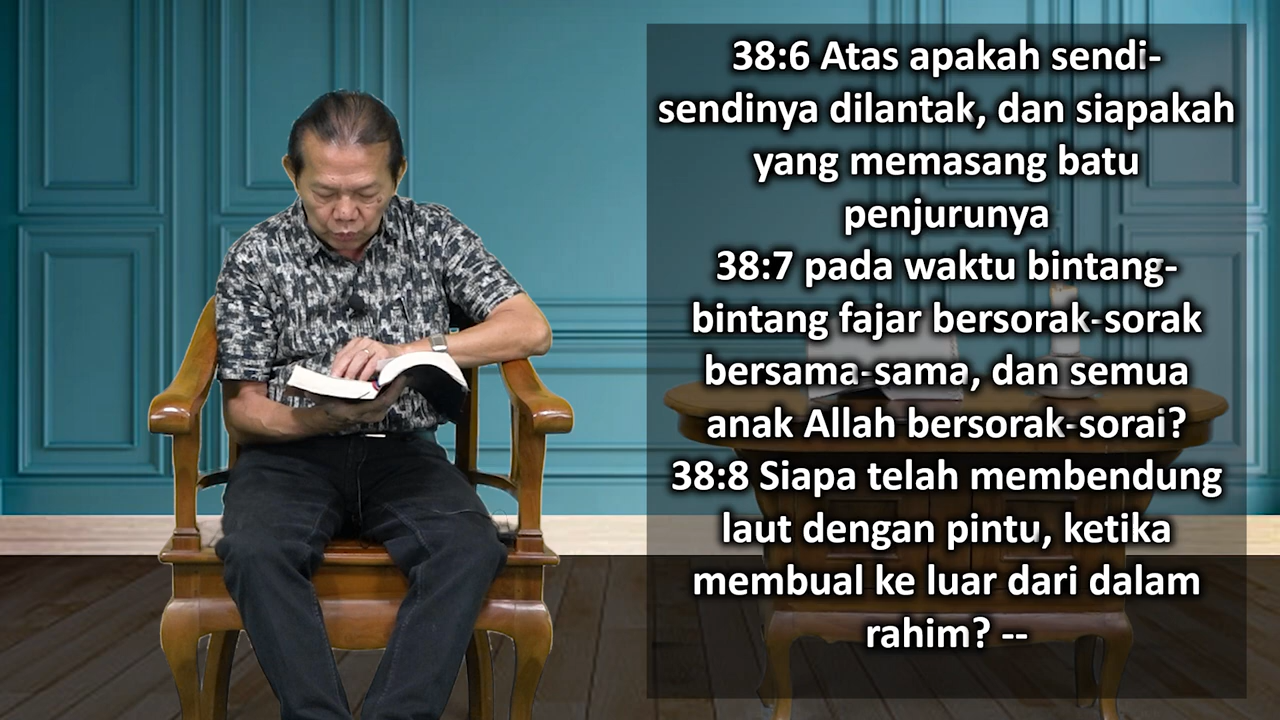 38:6 Atas apakah sendi-
sendinya dilantak, dan siapakah
yang memasang batu
penjurunya
38:7 pada waktu bintang-
bintang fajar bersorak-sorak
bersama-sama, dan semua
anak Allah bersorak-sorai?
38:8 Siapa telah membendung
laut dengan pintu, ketika
membual ke luar dari dalam
rahim? --